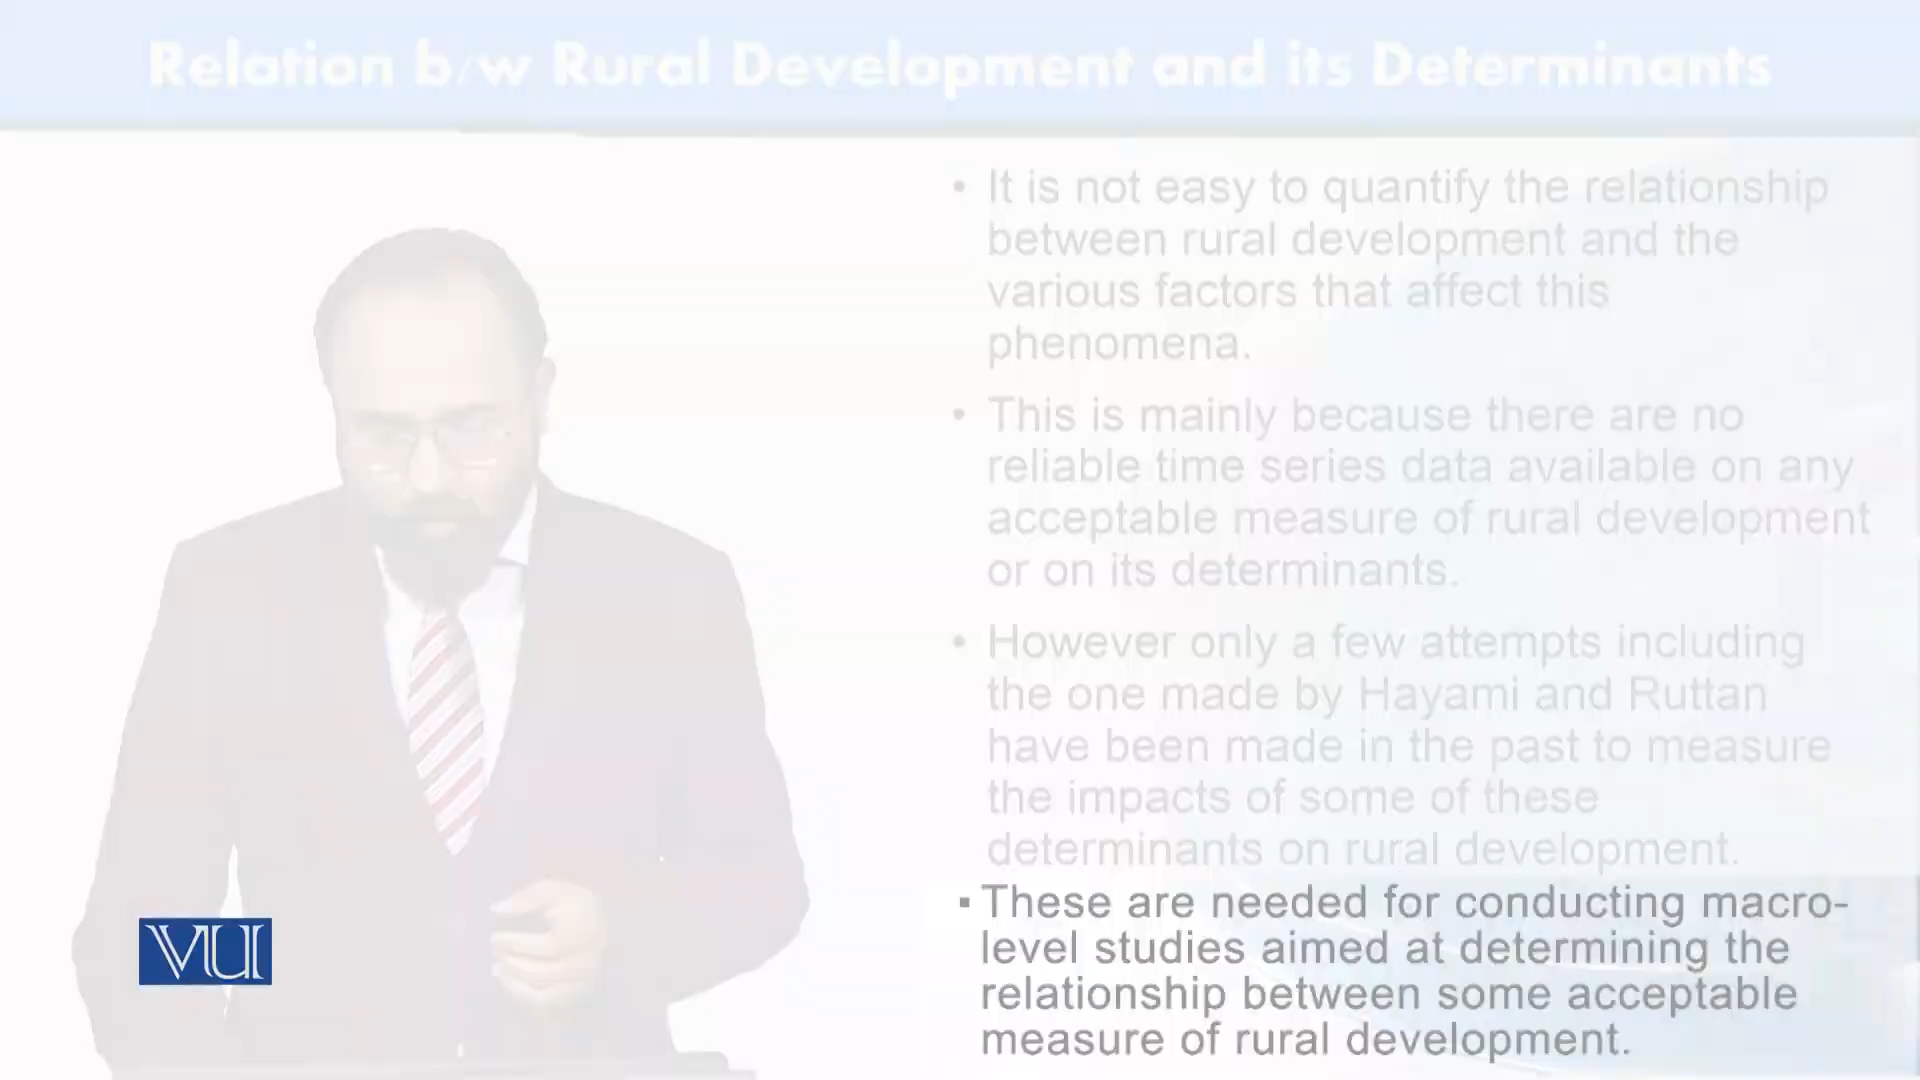 Relation b/w Rural Development and its Determinants
• It is not easy to quantify the relationship
between rural development and the
various factors that affect this
phenomena.
• This is mainly because there are no
reliable time series data available on any
acceptable measure of rural development
or on its determinants.
• However only a few attempts including
the one made by Hayami and Ruttan
have been made in the past to measure
the impacts of some of these
determinants on rural development.
▪ These are needed for conducting macro-
level studies aimed at determining the
relationship between some acceptable
measure of rural development.
VU